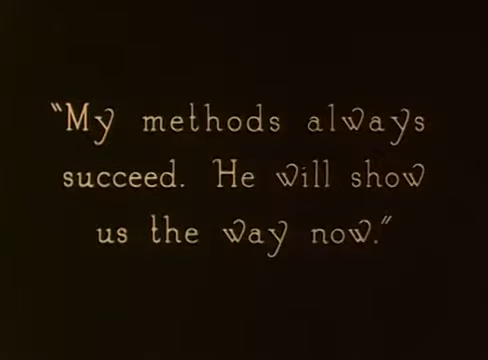 “My methods always
succeed. He will show
us the way now.”